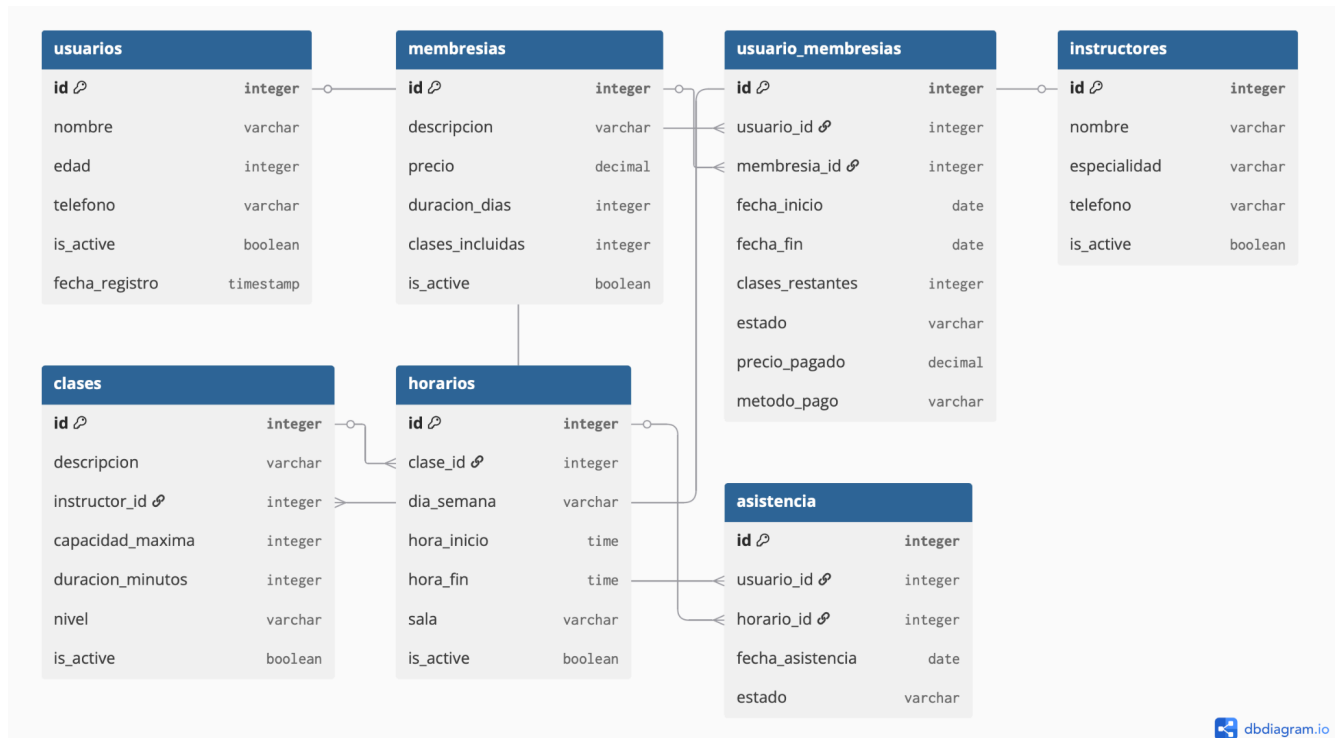 usuarios
id integer
nombre varchar
edad integer
telefono varchar
is_active boolean
fecha_registro timestamp
membresias
id integer
descripcion varchar
precio decimal
duracion_dias integer
clases_incluidas integer
is_active boolean
usuario_membresias
id integer
usuario_id integer
membresia_id integer
fecha_inicio date
fecha_fin date
clases_restantes integer
estado varchar
precio_pagado decimal
metodo_pago varchar
instructores
id integer
nombre varchar
especialidad varchar
telefono varchar
is_active boolean
clases
id integer
descripcion varchar
instructor_id integer
capacidad_maxima integer
duracion_minutos integer
nivel varchar
is_active boolean
horarios
id integer
clase_id integer
dia_semana varchar
hora_inicio time
hora_fin time
sala varchar
is_active boolean
asistencia
id integer
usuario_id integer
horario_id integer
fecha_asistencia date
estado varchar
dbdiagram.io